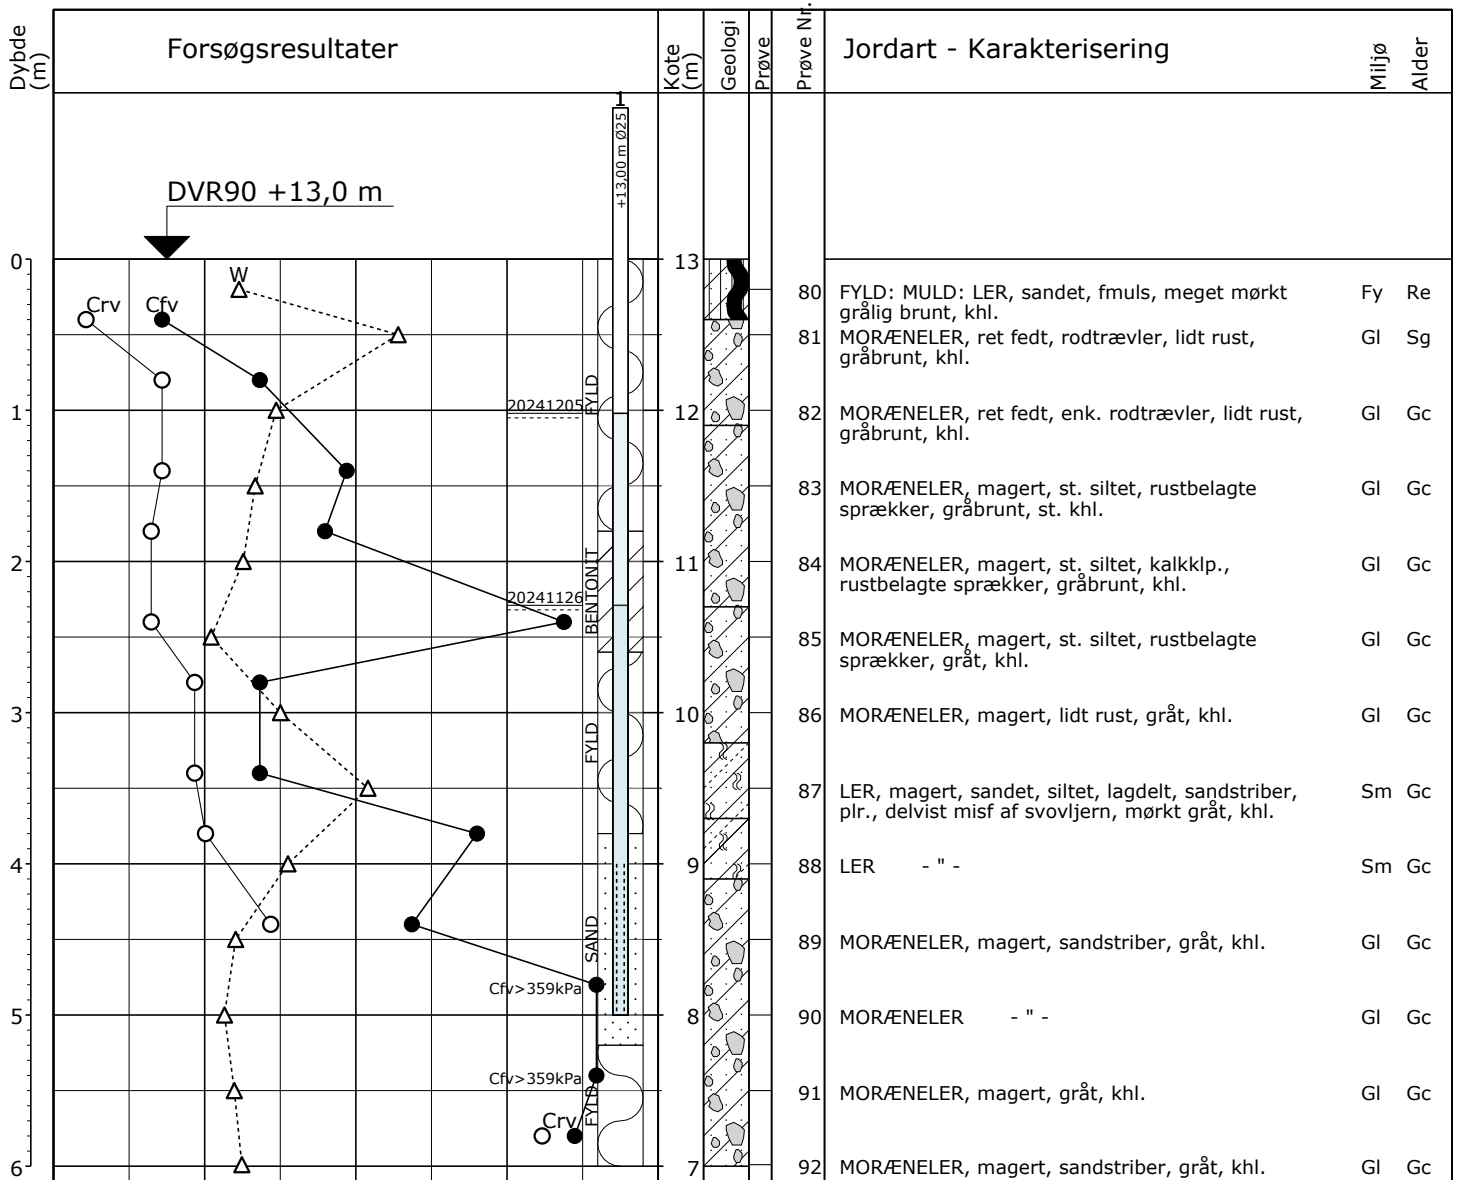 Dybde (m)
Forsøgsresultater
Kote (m)
Geologi
Prøve
Prøve Nr.
Jordart - Karakterisering
Miljø
Alder
+13,00 m Ø25
DVR90 +13,0 m
0
1
2
3
4
5
6
W
Crv
Cfv
20241205
20241126
Cfv>359kPa
Cfv>359kPa
Crv
FYLD
BENTONIT
FYLD
SAND
FYLD
13
12
11
10
9
8
7
80 FYLD: MULD: LER, sandet, fmuls, meget mørkt Fy Re
grålig brunt, khl.
81 MORÆNELER, ret fedt, rodtrævler, lidt rust, Gl Sg
gråbrunt, khl.
82 MORÆNELER, ret fedt, enk. rodtrævler, lidt rust, Gl Gc
gråbrunt, khl.
83 MORÆNELER, magert, st. siltet, rustbelagte Gl Gc
sprækker, gråbrunt, st. khl.
84 MORÆNELER, magert, st. siltet, kalkklp., Gl Gc
rustbelagte sprækker, gråbrunt, khl.
85 MORÆNELER, magert, st. siltet, rustbelagte Gl Gc
sprækker, gråt, khl.
86 MORÆNELER, magert, lidt rust, gråt, khl. Gl Gc
87 LER, magert, sandet, siltet, lagdelt, sandstriber, Sm Gc
plr., delvist misf af svovljern, mørkt gråt, khl.
88 LER - " - Sm Gc
89 MORÆNELER, magert, sandstriber, gråt, khl. Gl Gc
90 MORÆNELER - " - Gl Gc
91 MORÆNELER, magert, gråt, khl. Gl Gc
92 MORÆNELER, magert, sandstriber, gråt, khl. Gl Gc